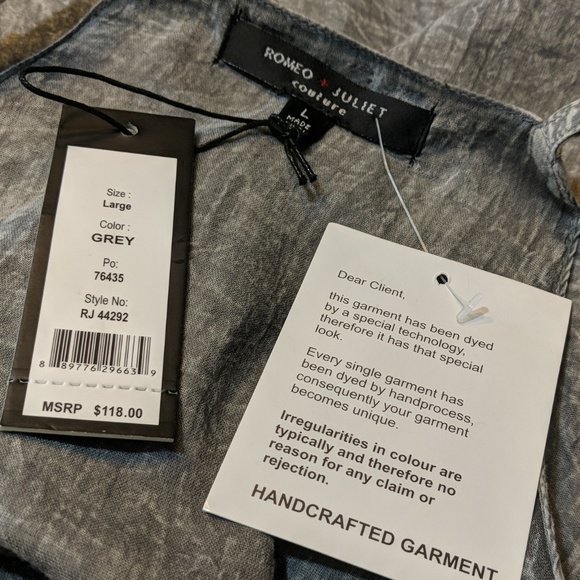 ROMEO + JULIET
couture
L
MADE
Size :
Large
Color :
GREY
Po:
76435
Style No:
RJ 44292
8 89776 29663 9
MSRP $118.00
Dear Client,
this garment has been dyed
by a special technology,
therefore it has that special
look.
Every single garment has
been dyed by handprocess,
consequently your garment
becomes unique.
Irregularities in colour are
typically and therefore no
reason for any claim or
rejection.
HANDCRAFTED GARMENT